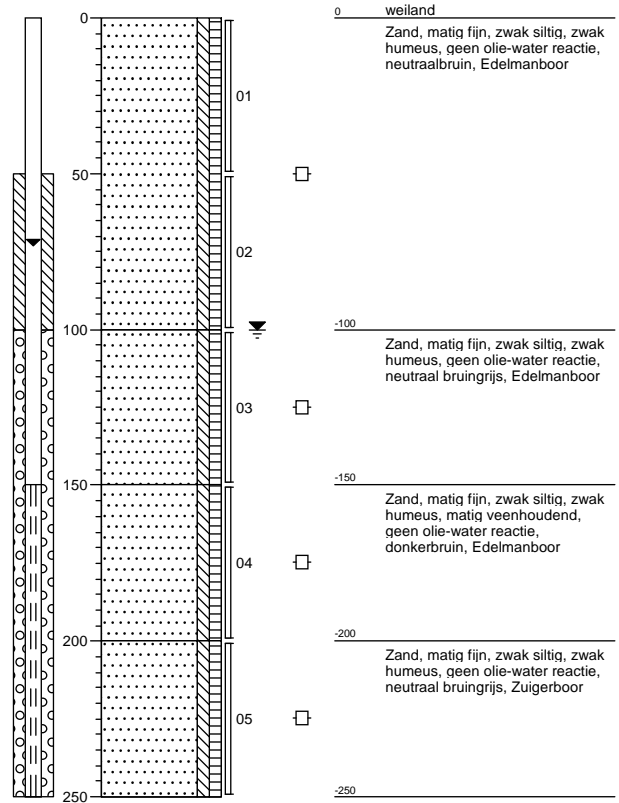 0
50
100
150
200
250
01
02
03
04
05
0
weiland
Zand, matig fijn, zwak siltig, zwak
humeus, geen olie-water reactie,
neutraalbruin, Edelmanboor
-100
Zand, matig fijn, zwak siltig, zwak
humeus, geen olie-water reactie,
neutraal bruingrijs, Edelmanboor
-150
Zand, matig fijn, zwak siltig, zwak
humeus, matig veenhoudend,
geen olie-water reactie,
donkerbruin, Edelmanboor
-200
Zand, matig fijn, zwak siltig, zwak
humeus, geen olie-water reactie,
neutraal bruingrijs, Zuigerboor
-250